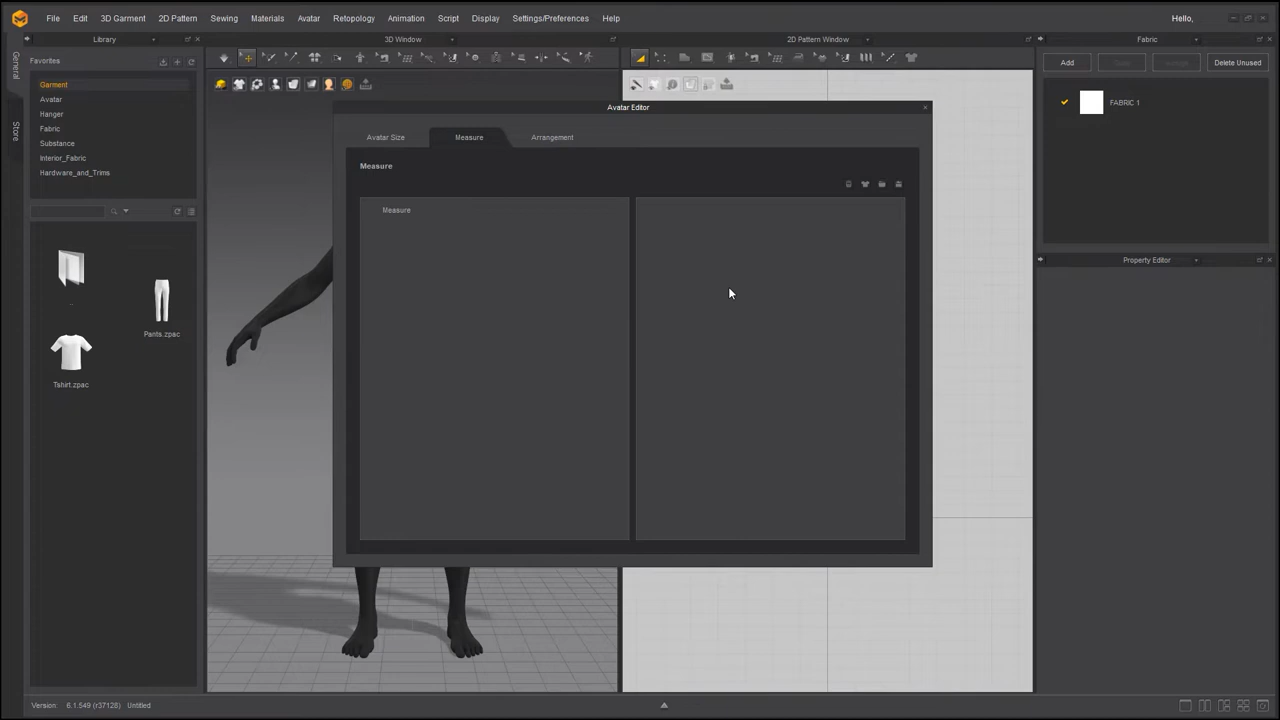 File Edit 3D Garment 2D Pattern Sewing Materials Avatar Retopology Animation Script Display Settings/Preferences Help Hello,
Library 3D Window 2D Pattern Window Fabric
General
Store
Favorites
Garment
Avatar
Hanger
Fabric
Substance
Interior_Fabric
Hardware_and_Trims
..
Pants.zpac
Tshirt.zpac
Avatar Editor
Avatar Size Measure Arrangement
Measure
Measure
Add Delete Unused
FABRIC 1
Property Editor
Version: 6.1.549 (r37128) Untitled